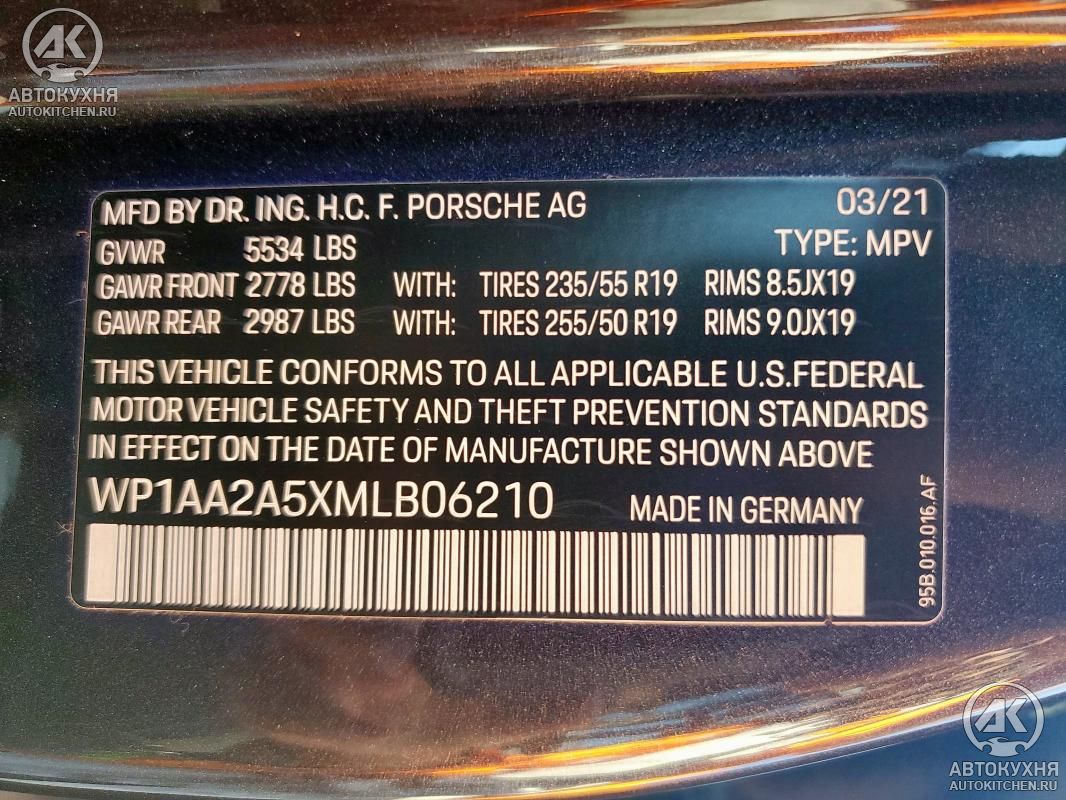 AK
АВТОКУХНЯ
AUTOKITCHEN.RU
MFD BY DR. ING. H.C. F. PORSCHE AG 03/21
GVWR 5534 LBS TYPE: MPV
GAWR FRONT 2778 LBS WITH: TIRES 235/55 R19 RIMS 8.5JX19
GAWR REAR 2987 LBS WITH: TIRES 255/50 R19 RIMS 9.0JX19
THIS VEHICLE CONFORMS TO ALL APPLICABLE U.S.FEDERAL
MOTOR VEHICLE SAFETY AND THEFT PREVENTION STANDARDS
IN EFFECT ON THE DATE OF MANUFACTURE SHOWN ABOVE
WP1AA2A5XMLB06210 MADE IN GERMANY
95B.010.016.AF
AK
АВТОКУХНЯ
AUTOKITCHEN.RU